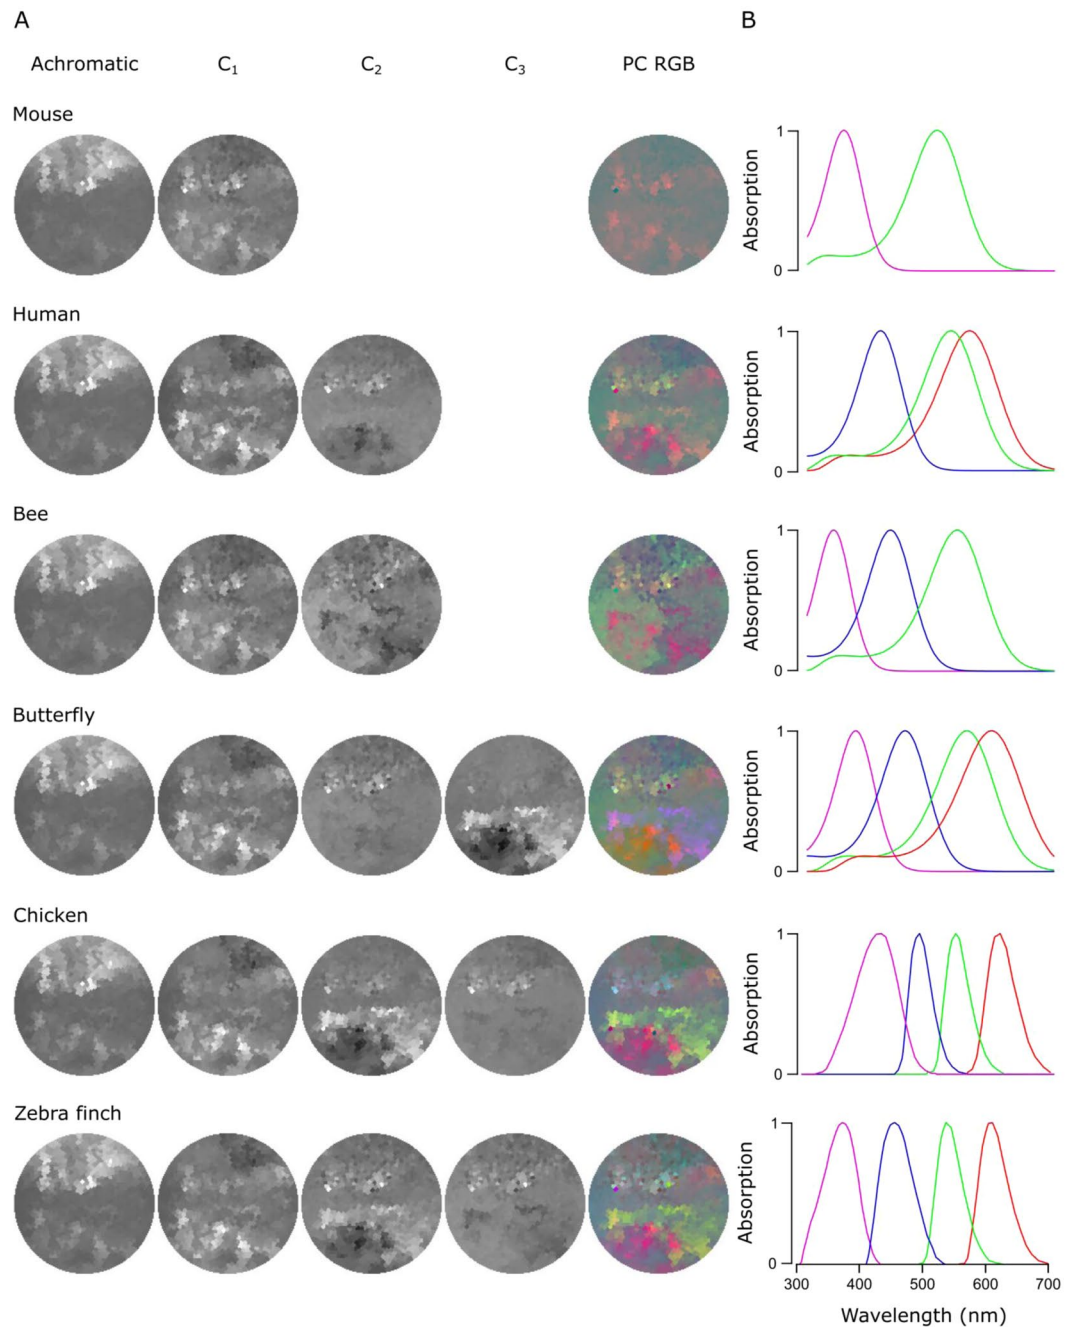 A
B
Achromatic C₁ C₂ C₃ PC RGB
Mouse
1
Absorption
0
Human
1
Absorption
0
Bee
1
Absorption
0
Butterfly
1
Absorption
0
Chicken
1
Absorption
0
Zebra finch
1
Absorption
0
300 400 500 600 700
Wavelength (nm)